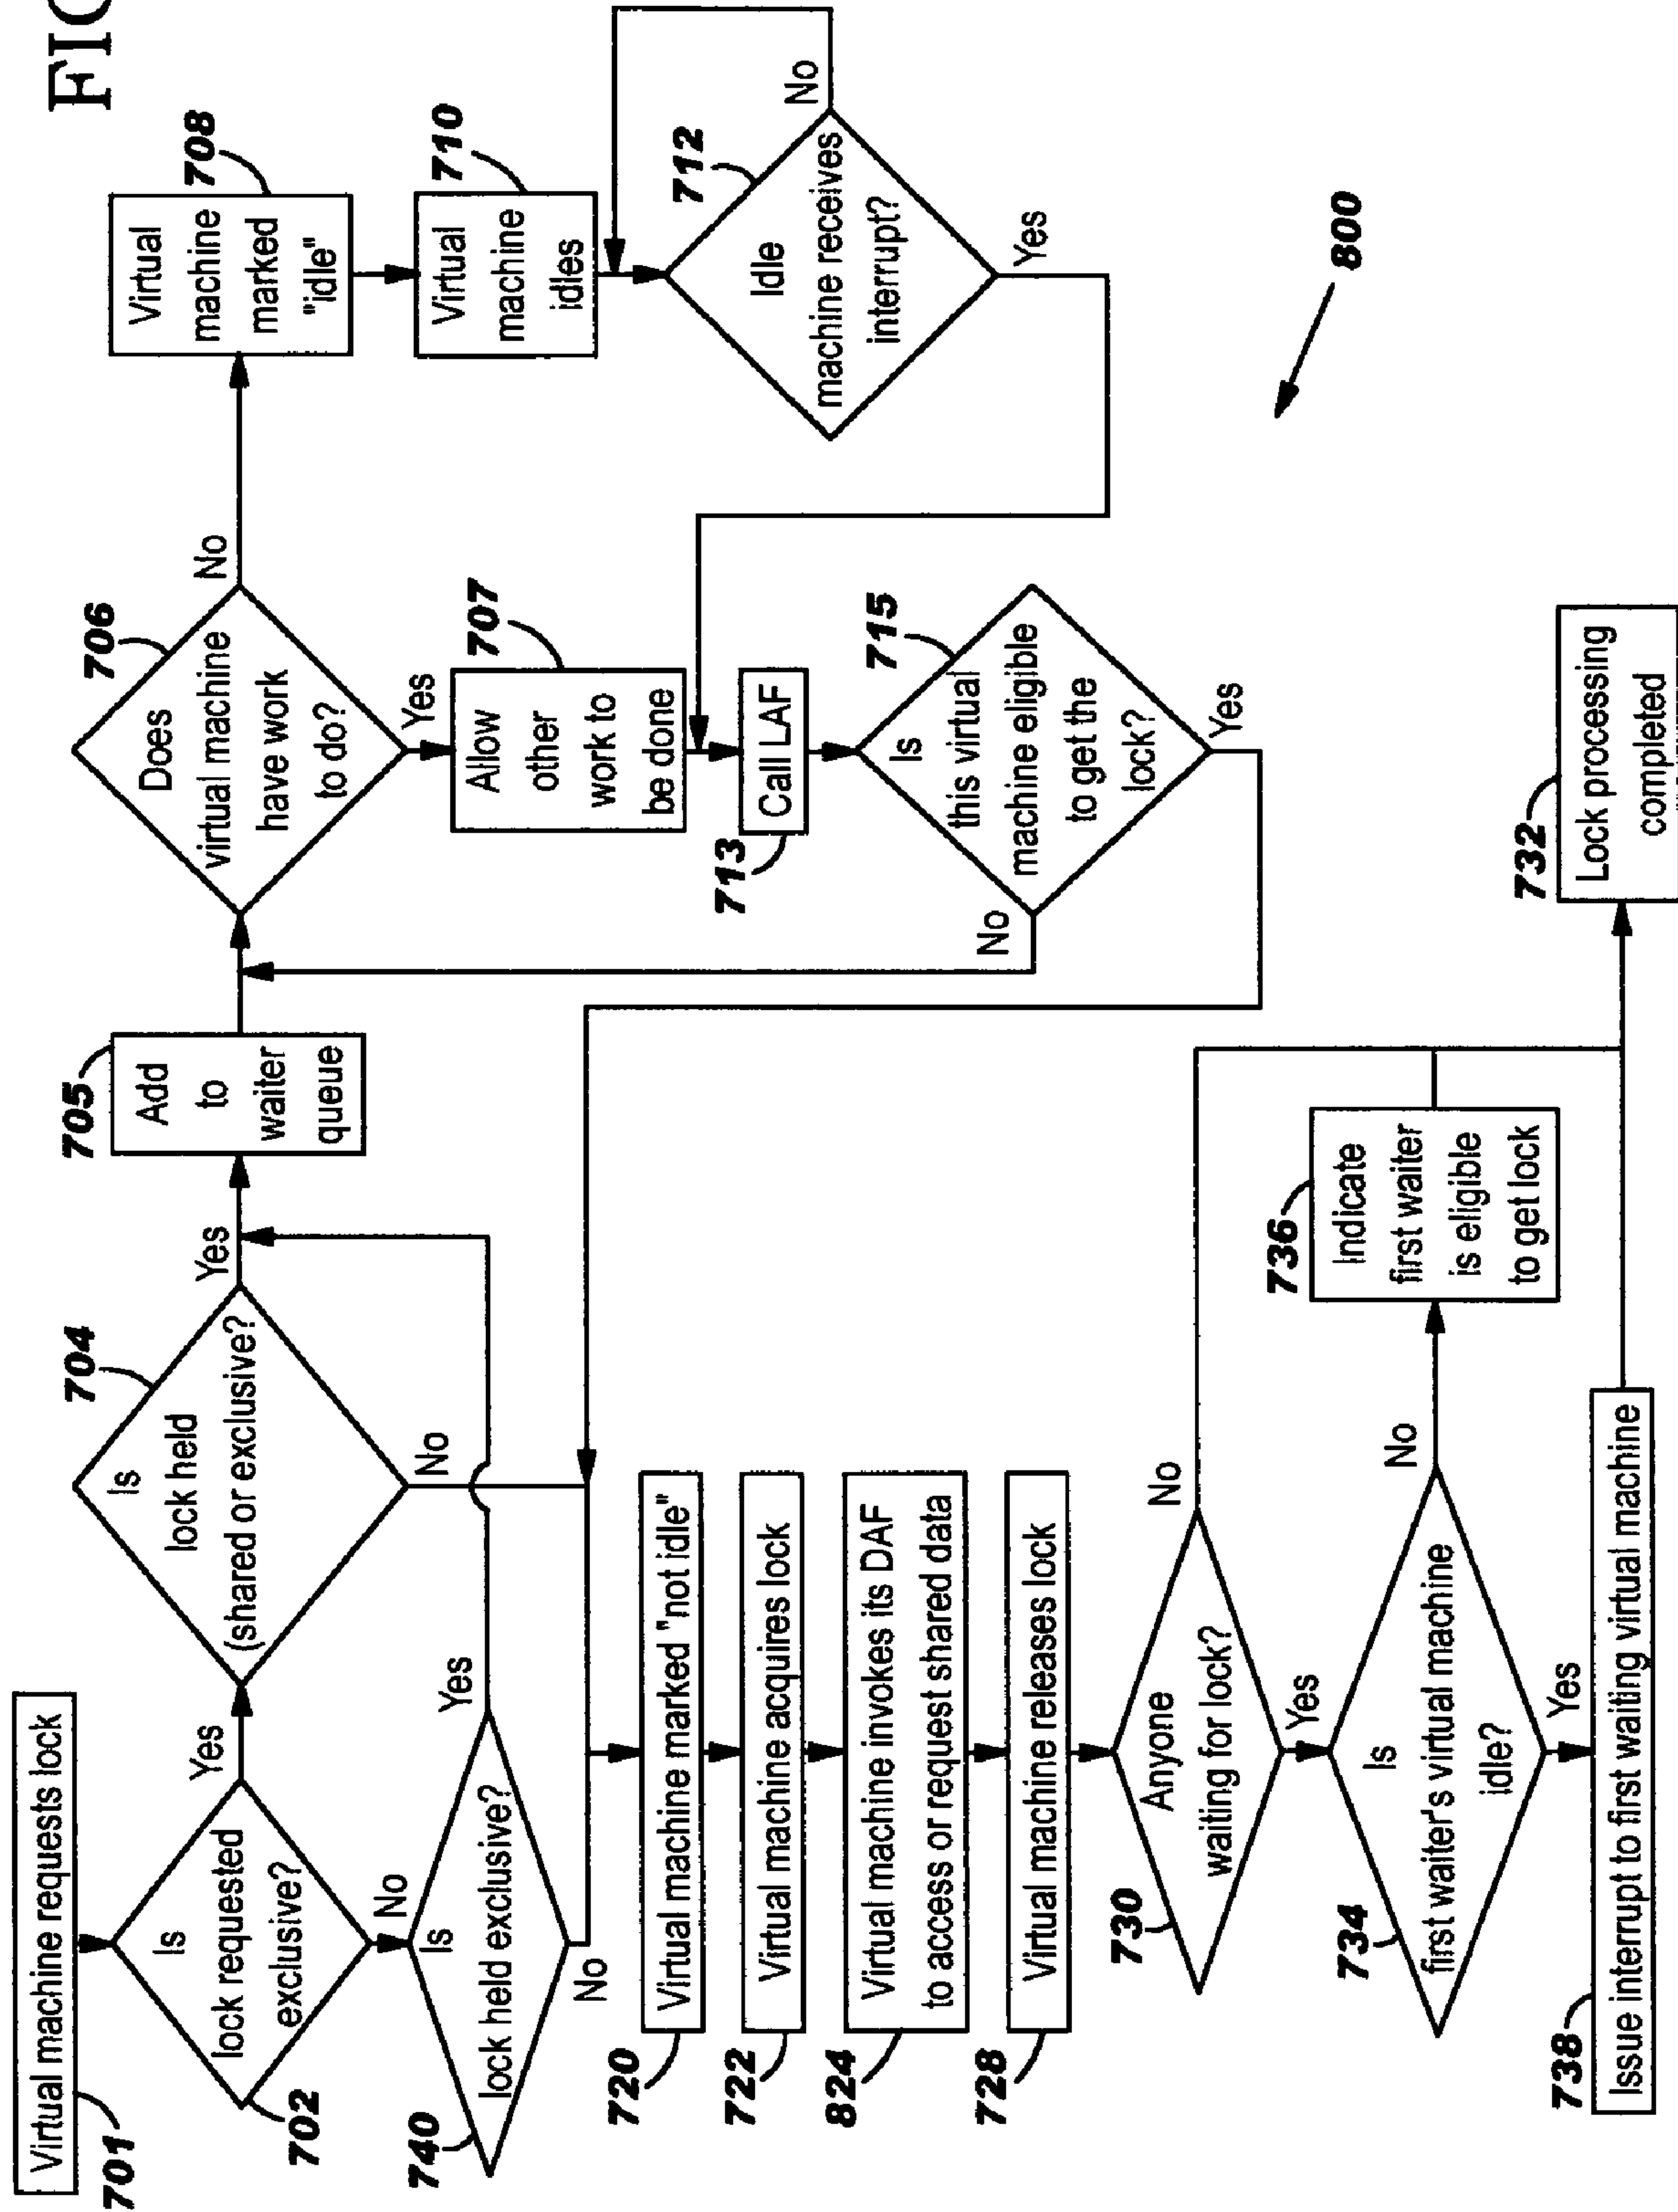 FIG
Virtual machine requests lock
701
Is
lock requested
exclusive?
702
Yes
No
Is
lock held
(shared or exclusive?
704
Yes
No
Is
lock held exclusive?
740
Yes
No
Add
to
waiter
queue
705
Does
virtual machine
have work
to do?
706
No
Yes
Virtual
machine
marked
"idle"
708
Virtual
machine
idles
710
Idle
machine receives
interrupt?
712
No
Yes
Allow
other
work to
be done
707
Call LAF
713
Is
this virtual
machine eligible
to get the
lock?
715
No
Yes
Virtual machine marked "not idle"
720
Virtual machine acquires lock
722
Virtual machine invokes its DAF
to access or request shared data
824
Virtual machine releases lock
728
Anyone
waiting for lock?
730
No
Yes
Is
first waiter's virtual machine
idle?
734
No
Yes
Indicate
first waiter
is eligible
to get lock
736
Issue interrupt to first waiting virtual machine
738
Lock processing
completed
732
800